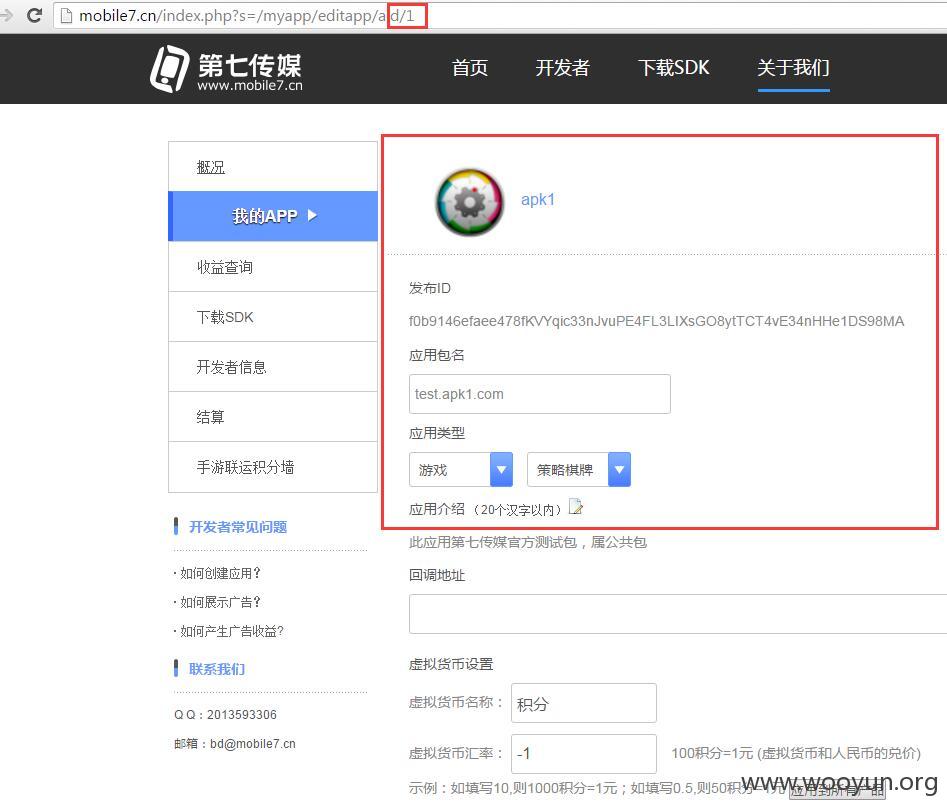 mobile7.cn/index.php?s=/myapp/editapp/aid/1
第七传媒
www.mobile7.cn
首页 开发者 下载SDK 关于我们
概况
我的APP
收益查询
下载SDK
开发者信息
结算
手游联运积分墙
开发者常见问题
· 如何创建应用?
· 如何展示广告?
· 如何产生广告收益?
联系我们
Q Q：2013593306
邮箱：bd@mobile7.cn
apk1
发布ID
f0b9146efaee478fKVYqic33nJvuPE4FL3LIXsGO8ytTCT4vE34nHHe1DS98MA
应用包名
test.apk1.com
应用类型
游戏 策略棋牌
应用介绍（20个汉字以内）
此应用第七传媒官方测试包，属公共包
回调地址
虚拟货币设置
虚拟货币名称： 积分
虚拟货币汇率： -1 100积分=1元 (虚拟货币和人民币的兑价)
示例：如填写10,则1000积分=1元；如填写0.5,则50积分=1元 应用到所有产品
www.wooyun.org